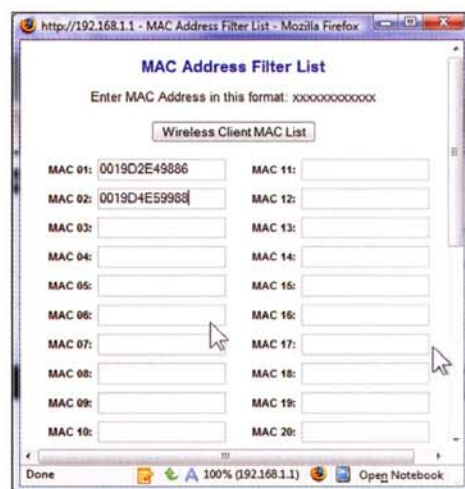 http://192.168.1.1 - MAC Address Filter List - Mozilla Firefox
MAC Address Filter List
Enter MAC Address in this format: xxxxxxxxxxxx
Wireless Client MAC List
MAC 01: 0019D2E49886 MAC 11:
MAC 02: 0019D4E59988 MAC 12:
MAC 03: MAC 13:
MAC 04: MAC 14:
MAC 05: MAC 15:
MAC 06: MAC 16:
MAC 07: MAC 17:
MAC 08: MAC 18:
MAC 09: MAC 19:
MAC 10: MAC 20:
Done 100% (192.168.1.1) Open Notebook